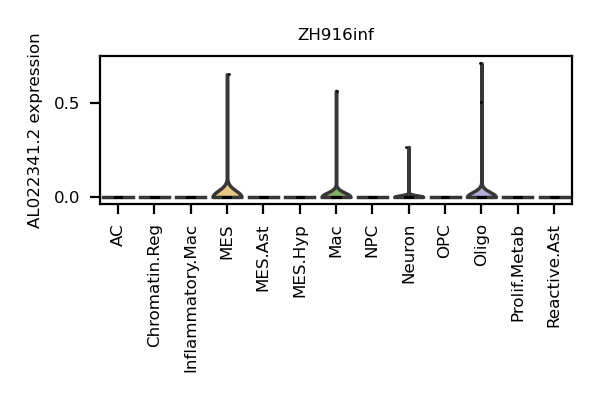 ZH916inf
AL022341.2 expression
0.5
0.0
AC
Chromatin.Reg
Inflammatory.Mac
MES
MES.Ast
MES.Hyp
Mac
NPC
Neuron
OPC
Oligo
Prolif.Metab
Reactive.Ast